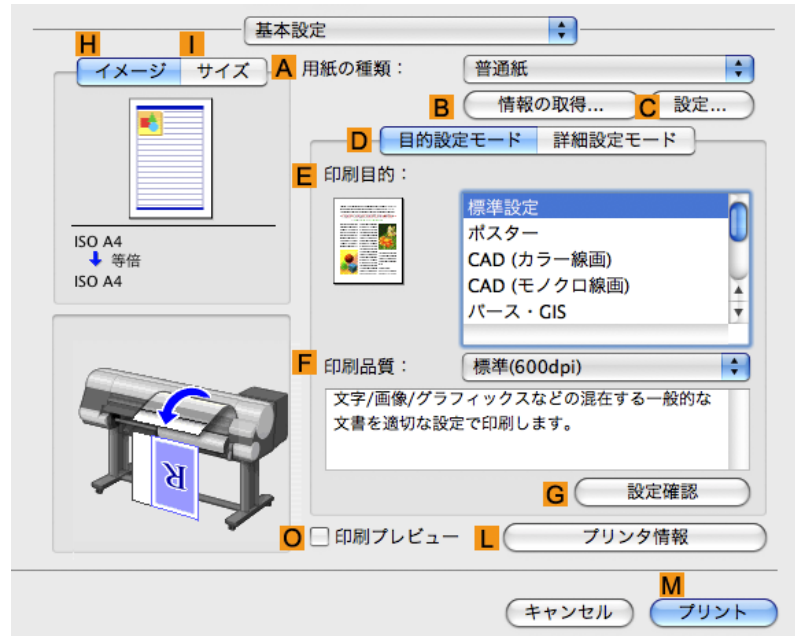 基本設定
H I
イメージ サイズ
A 用紙の種類： 普通紙
B 情報の取得... C 設定...
D 目的設定モード 詳細設定モード
E 印刷目的：
標準設定
ポスター
CAD (カラー線画)
CAD (モノクロ線画)
パース・GIS
ISO A4
等倍
ISO A4
F 印刷品質： 標準(600dpi)
文字/画像/グラフィックスなどの混在する一般的な
文書を適切な設定で印刷します。
R
G 設定確認
O 印刷プレビュー L プリンタ情報
M
キャンセル プリント